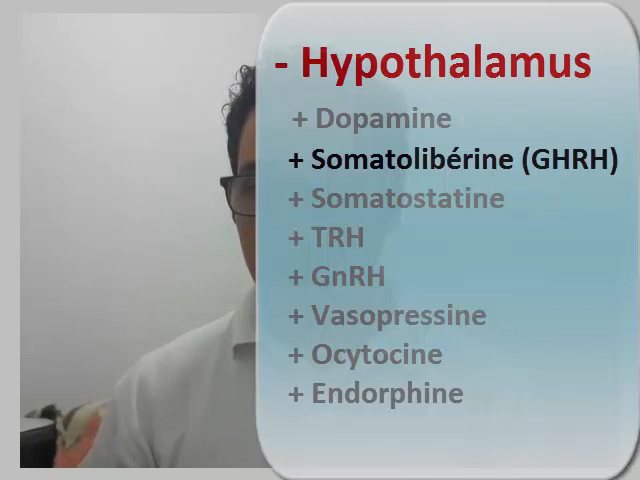 - Hypothalamus
+ Dopamine
+ Somatolibérine (GHRH)
+ Somatostatine
+ TRH
+ GnRH
+ Vasopressine
+ Ocytocine
+ Endorphine